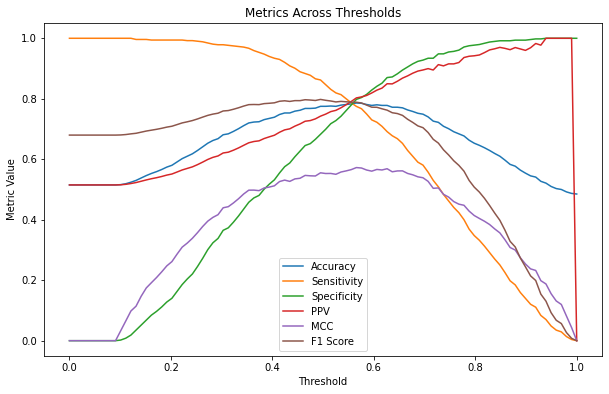 Metrics Across Thresholds
Metric Value
1.0
0.8
0.6
0.4
0.2
0.0
Accuracy
Sensitivity
Specificity
PPV
MCC
F1 Score
0.0 0.2 0.4 0.6 0.8 1.0
Threshold